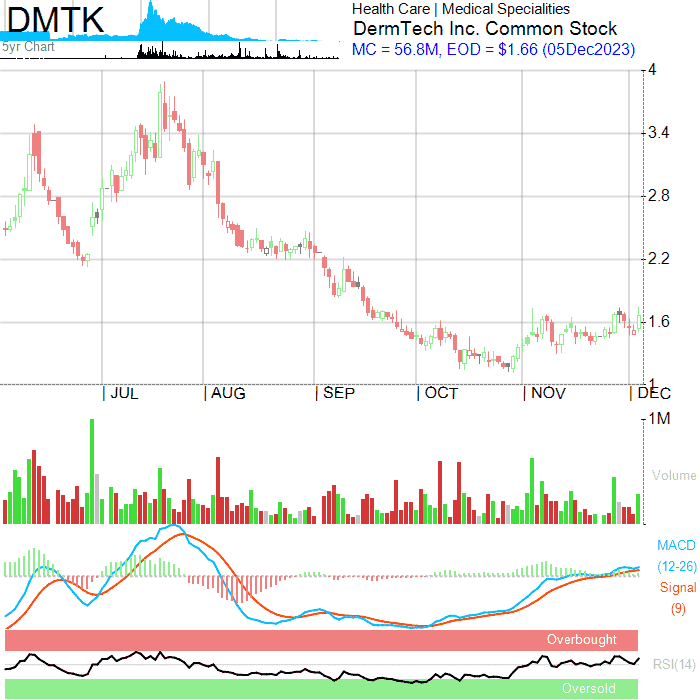 DMTK
5yr Chart
Health Care | Medical Specialities
DermTech Inc. Common Stock
MC = 56.8M, EOD = $1.66 (05Dec2023)
4
3.4
2.8
2.2
1.6
1
| JUL | AUG | SEP | OCT | NOV | DEC
1M
Volume
MACD
(12-26)
Signal
(9)
Overbought
RSI(14)
Oversold